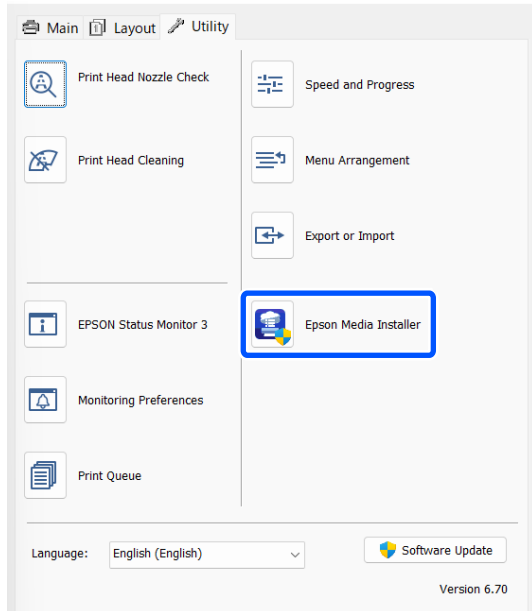 Main Layout Utility
Print Head Nozzle Check
Print Head Cleaning
EPSON Status Monitor 3
Monitoring Preferences
Print Queue
Speed and Progress
Menu Arrangement
Export or Import
Epson Media Installer
Language: English (English)
Software Update
Version 6.70